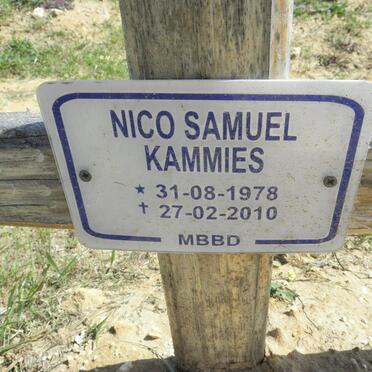 NICO SAMUEL
KAMMIES
* 31-08-1978
† 27-02-2010
MBBD